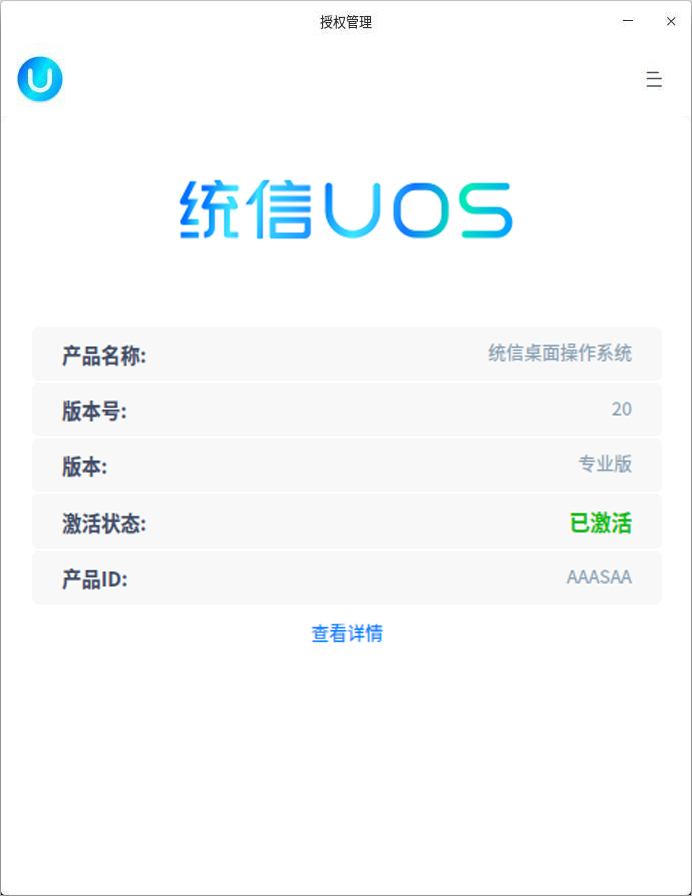 授权管理
统信UOS
产品名称: 统信桌面操作系统
版本号: 20
版本: 专业版
激活状态: 已激活
产品ID: AAASAA
查看详情